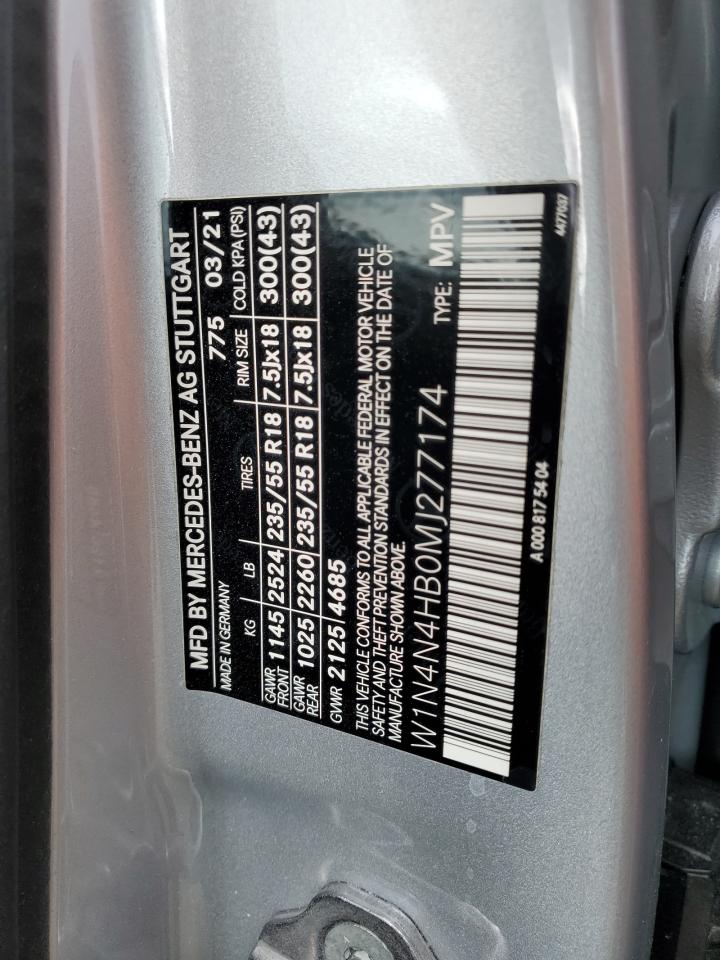 MFD BY MERCEDES-BENZ AG STUTTGART
MADE IN GERMANY 775 03/21
KG LB TIRES RIM SIZE COLD KPA(PSI)
GAWR FRONT 1145 2524 235/55 R18 7.5Jx18 300(43)
GAWR REAR 1025 2260 235/55 R18 7.5Jx18 300(43)
GVWR 2125 4685
THIS VEHICLE CONFORMS TO ALL APPLICABLE FEDERAL MOTOR VEHICLE
SAFETY AND THEFT PREVENTION STANDARDS IN EFFECT ON THE DATE OF
MANUFACTURE SHOWN ABOVE.
W1N4N4HB0MJ277174 TYPE: MPV
A 000 817 54 04 4A77037